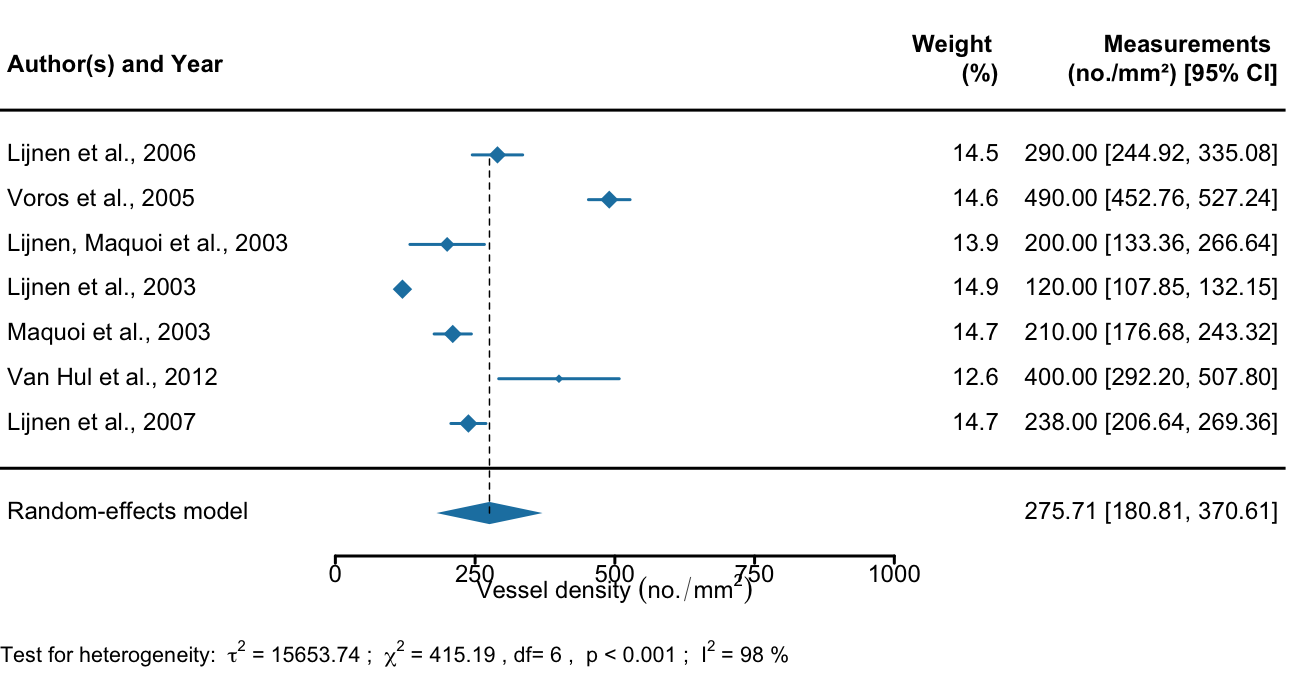 Author(s) and Year Weight (%) Measurements (no./mm²) [95% CI]
Lijnen et al., 2006 14.5 290.00 [244.92, 335.08]
Voros et al., 2005 14.6 490.00 [452.76, 527.24]
Lijnen, Maquoi et al., 2003 13.9 200.00 [133.36, 266.64]
Lijnen et al., 2003 14.9 120.00 [107.85, 132.15]
Maquoi et al., 2003 14.7 210.00 [176.68, 243.32]
Van Hul et al., 2012 12.6 400.00 [292.20, 507.80]
Lijnen et al., 2007 14.7 238.00 [206.64, 269.36]
Random-effects model 275.71 [180.81, 370.61]
0 250 500 750 1000
Vessel density (no./mm²)
Test for heterogeneity: τ² = 15653.74 ; χ² = 415.19 , df= 6 , p < 0.001 ; I² = 98 %